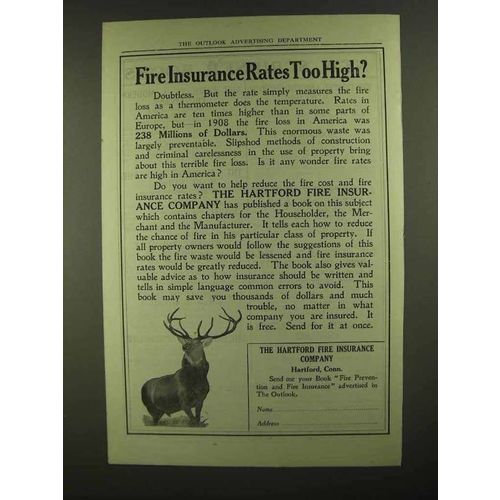 THE OUTLOOK ADVERTISING DEPARTMENT
Fire Insurance Rates Too High?
Doubtless. But the rate simply measures the fire
loss as a thermometer does the temperature. Rates in
America are ten times higher than in some parts of
Europe, but in 1908 the fire loss in America was
238 Millions of Dollars. This enormous waste was
largely preventable. Slipshod methods of construction
and criminal carelessness in the use of property bring
about this terrible fire loss. Is it any wonder fire rates
are high in America?
Do you want to help reduce the fire cost and fire
insurance rates? THE HARTFORD FIRE INSUR-
ANCE COMPANY has published a book on this subject
which contains chapters for the Householder, the Mer-
chant and the Manufacturer. It tells each how to reduce
the chance of fire in his particular class of property. If
all property owners would follow the suggestions of this
book the fire waste would be lessened and fire insurance
rates would be greatly reduced. The book also gives val-
uable advice as to how insurance should be written and
tells in simple language common errors to avoid. This
book may save you thousands of dollars and much
trouble, no matter in what
company you are insured. It
is free. Send for it at once.
THE HARTFORD FIRE INSURANCE
COMPANY
Hartford, Conn.
Send me your Book "Fire Preven-
tion and Fire Insurance" advertised in
The Outlook.
Name
Address